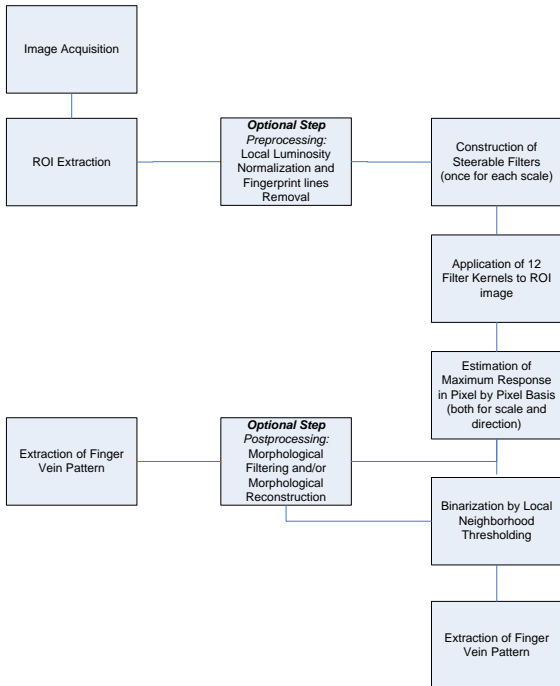 Image Acquisition
ROI Extraction
Optional Step
Preprocessing:
Local Luminosity
Normalization and
Fingerprint lines
Removal
Construction of
Steerable Filters
(once for each scale)
Application of 12
Filter Kernels to ROI
image
Estimation of
Maximum Response
in Pixel by Pixel Basis
(both for scale and
direction)
Extraction of Finger
Vein Pattern
Optional Step
Postprocessing:
Morphological
Filtering and/or
Morphological
Reconstruction
Binarization by Local
Neighborhood
Thresholding
Extraction of Finger
Vein Pattern